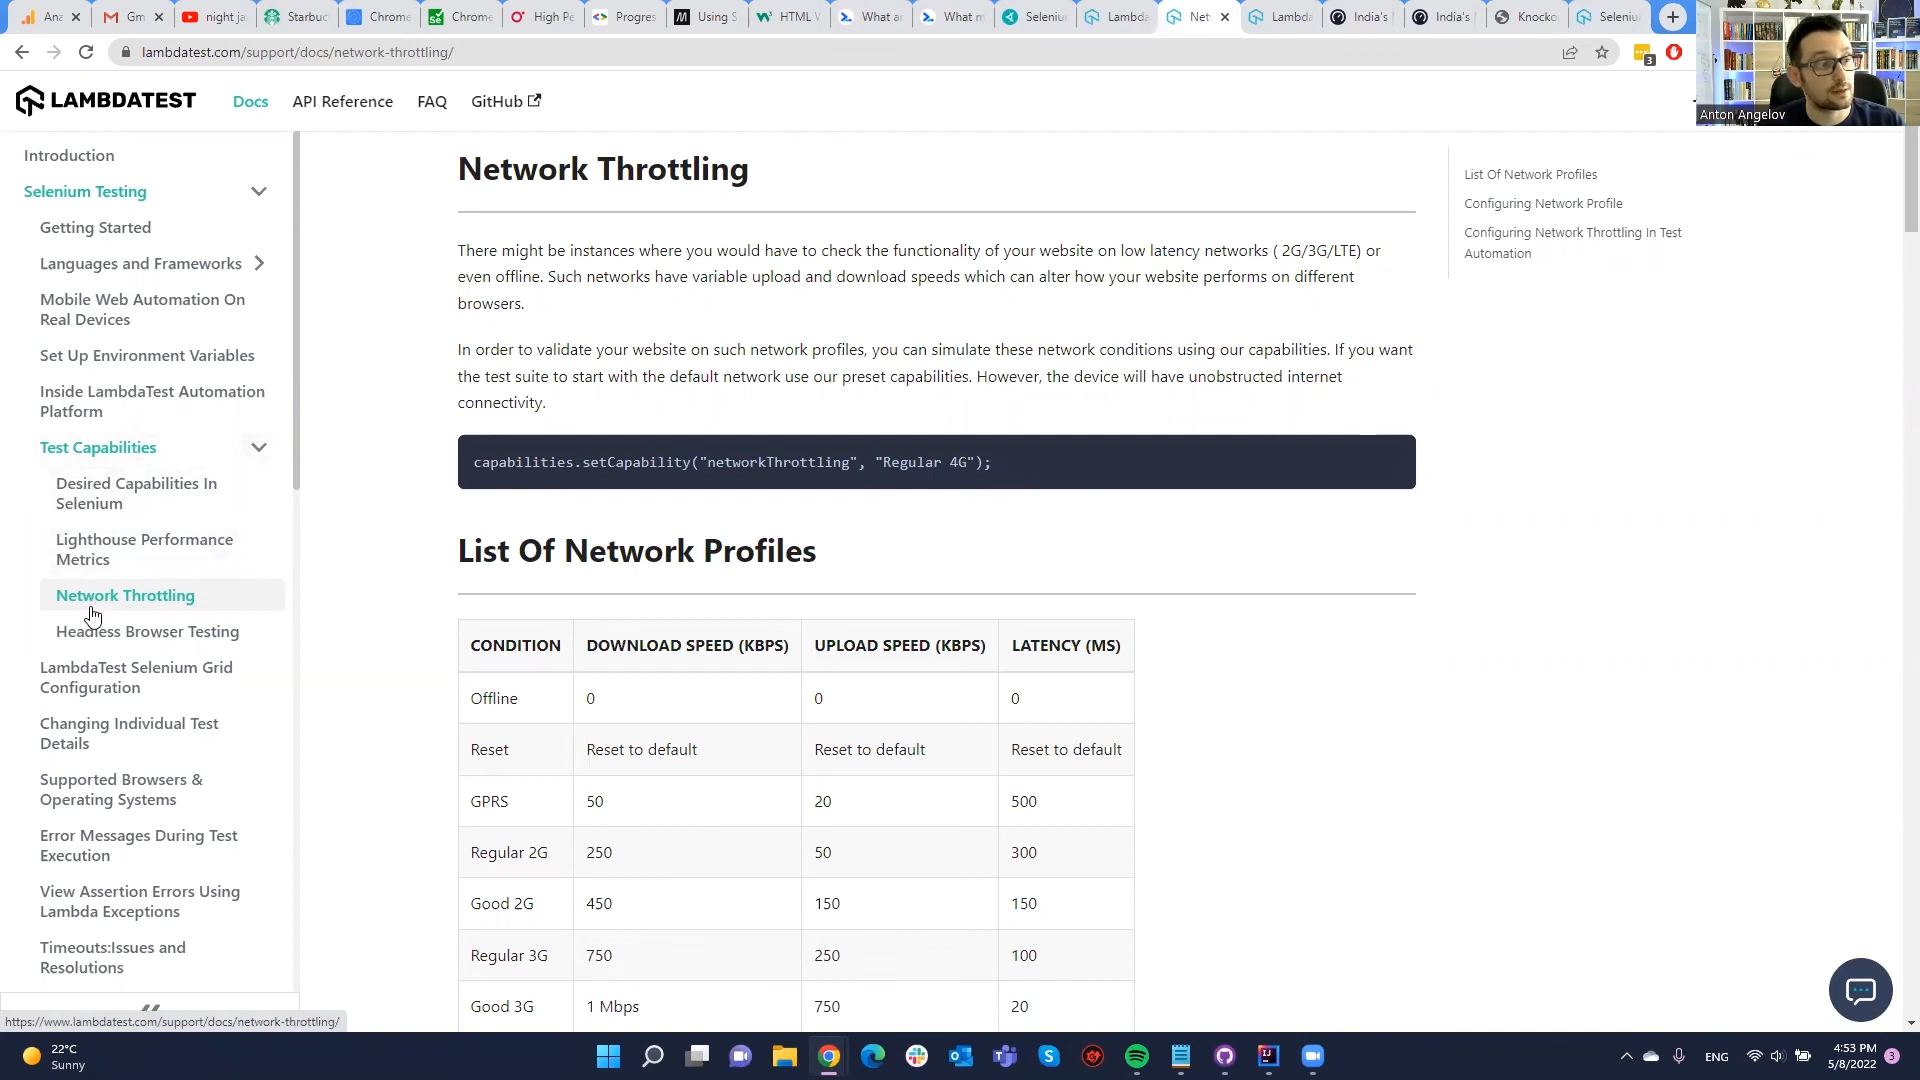 Ana
Gm
night ja
Starbuc
Chrome
Chrome
High Pe
Progres
Using S
HTML V
What ar
What m
Seleniu
Lambda
Net
Lambda
India's
India's
Knocko
Seleniu
lambdatest.com/support/docs/network-throttling/
3
Anton Angelov
LAMBDATEST
Docs
API Reference
FAQ
GitHub
Introduction
Selenium Testing
Getting Started
Languages and Frameworks
Mobile Web Automation On
Real Devices
Set Up Environment Variables
Inside LambdaTest Automation
Platform
Test Capabilities
Desired Capabilities In
Selenium
Lighthouse Performance
Metrics
Network Throttling
Headless Browser Testing
LambdaTest Selenium Grid
Configuration
Changing Individual Test
Details
Supported Browsers &
Operating Systems
Error Messages During Test
Execution
View Assertion Errors Using
Lambda Exceptions
Timeouts:Issues and
Resolutions
https://www.lambdatest.com/support/docs/network-throttling/
Network Throttling
There might be instances where you would have to check the functionality of your website on low latency networks ( 2G/3G/LTE) or
even offline. Such networks have variable upload and download speeds which can alter how your website performs on different
browsers.
In order to validate your website on such network profiles, you can simulate these network conditions using our capabilities. If you want
the test suite to start with the default network use our preset capabilities. However, the device will have unobstructed internet
connectivity.
capabilities.setCapability("networkThrottling", "Regular 4G");
List Of Network Profiles
CONDITION DOWNLOAD SPEED (KBPS) UPLOAD SPEED (KBPS) LATENCY (MS)
Offline 0 0 0
Reset Reset to default Reset to default Reset to default
GPRS 50 20 500
Regular 2G 250 50 300
Good 2G 450 150 150
Regular 3G 750 250 100
Good 3G 1 Mbps 750 20
List Of Network Profiles
Configuring Network Profile
Configuring Network Throttling In Test
Automation
22°C
Sunny
ENG
4:53 PM
5/8/2022
3